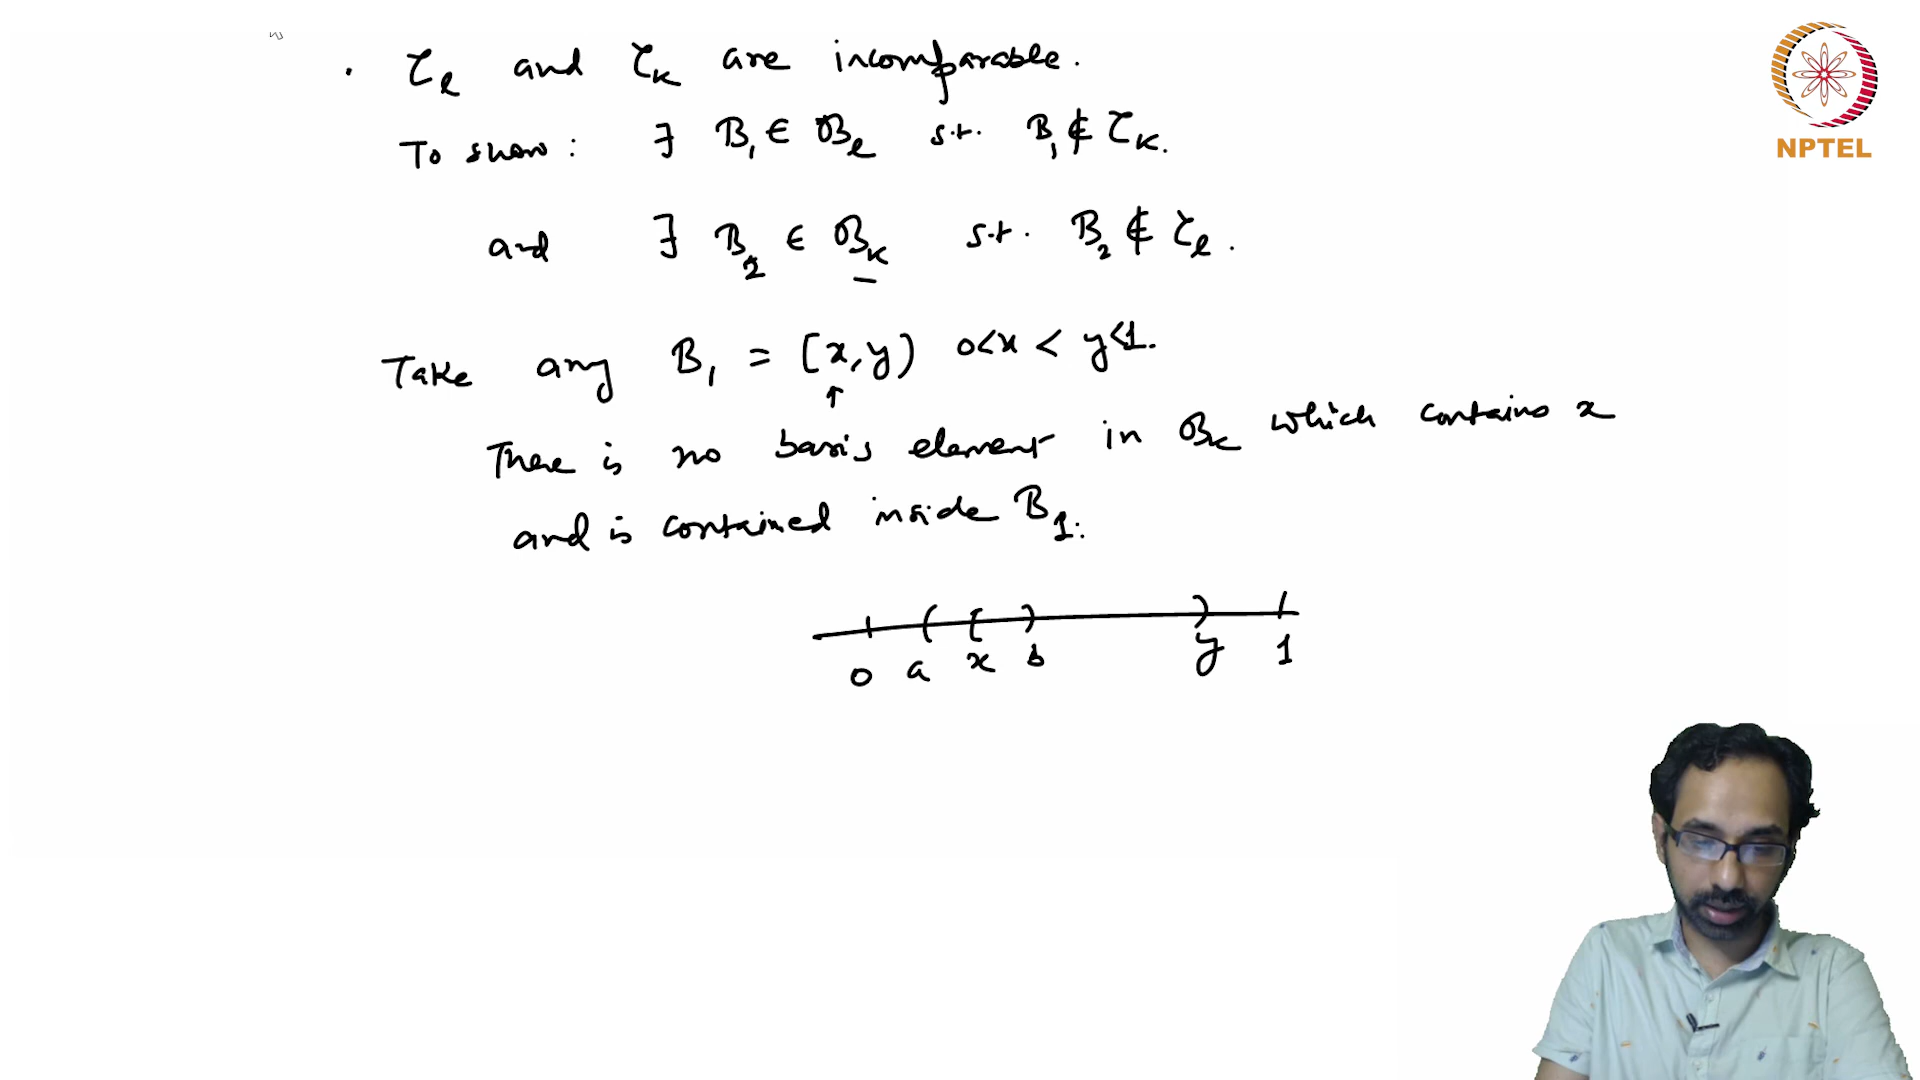 · τ_ℓ and τ_K are incomparable.
NPTEL
To show : ∃ B_1 ∈ ℬ_ℓ s.t. B_1 ∉ τ_K.
and ∃ B_2 ∈ ℬ_K s.t. B_2 ∉ τ_ℓ.
Take any B_1 = [x, y) 0<x < y<1.
↑
There is no basis element in ℬ_K which contains x
and is contained inside B_1.
0 a x b y 1